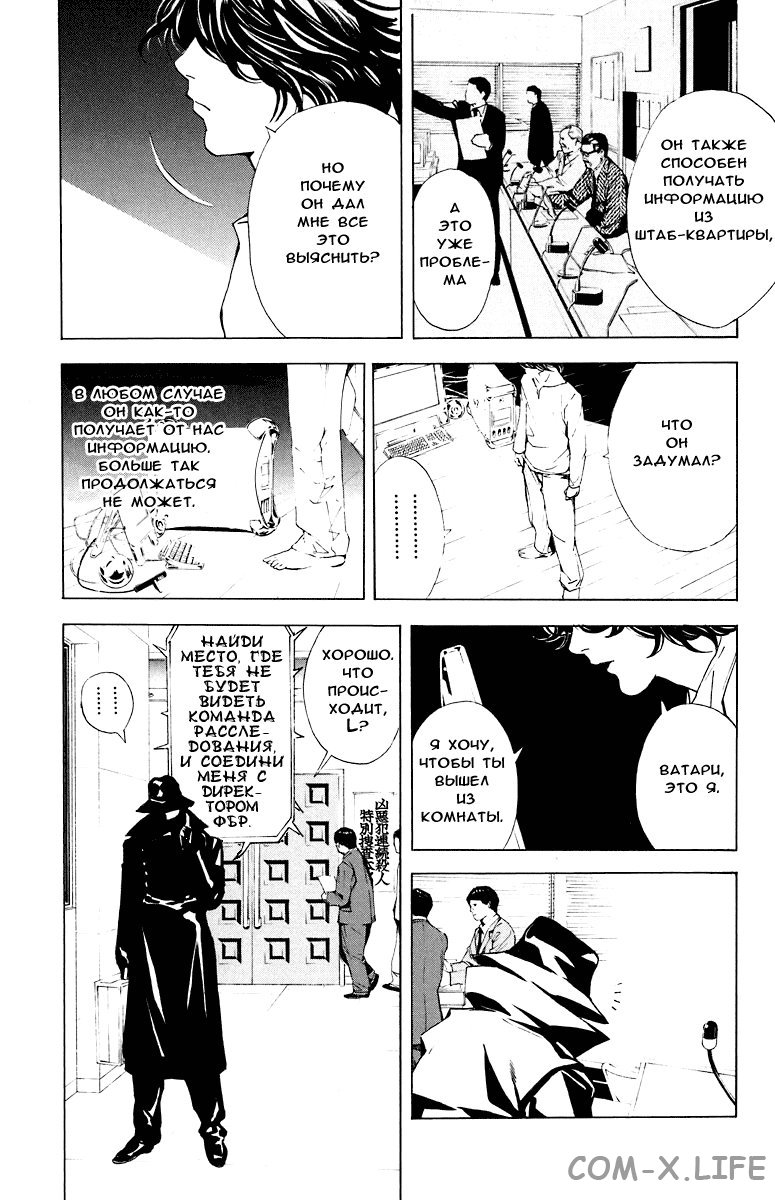 ОН ТАКЖЕ
СПОСОБЕН
ПОЛУЧАТЬ
ИНФОРМАЦИЮ
ИЗ
ШТАБ-КВАРТИРЫ,
А
ЭТО
УЖЕ
ПРОБЛЕ-
МА
НО
ПОЧЕМУ
ОН ДАЛ
МНЕ ВСЕ
ЭТО
ВЫЯСНИТЬ?
ЧТО
ОН
ЗАДУМАЛ?
........
В ЛЮБОМ СЛУЧАЕ
ОН КАК-ТО
ПОЛУЧАЕТ ОТ НАС
ИНФОРМАЦИЮ.
БОЛЬШЕ ТАК
ПРОДОЛЖАТЬСЯ
НЕ МОЖЕТ.
ВАТАРИ,
ЭТО Я.
Я ХОЧУ,
ЧТОБЫ ТЫ
ВЫШЕЛ
ИЗ
КОМНАТЫ.
ХОРОШО.
ЧТО
ПРОИС-
ХОДИТ,
L?
НАЙДИ
МЕСТО, ГДЕ
ТЕБЯ НЕ
БУДЕТ
ВИДЕТЬ
КОМАНДА
РАССЛЕ-
ДОВАНИЯ,
И СОЕДИНИ
МЕНЯ С
ДИРЕК-
ТОРОМ
ФБР.
......
凶悪犯連続殺人
特別捜査
COM-X.LIFE